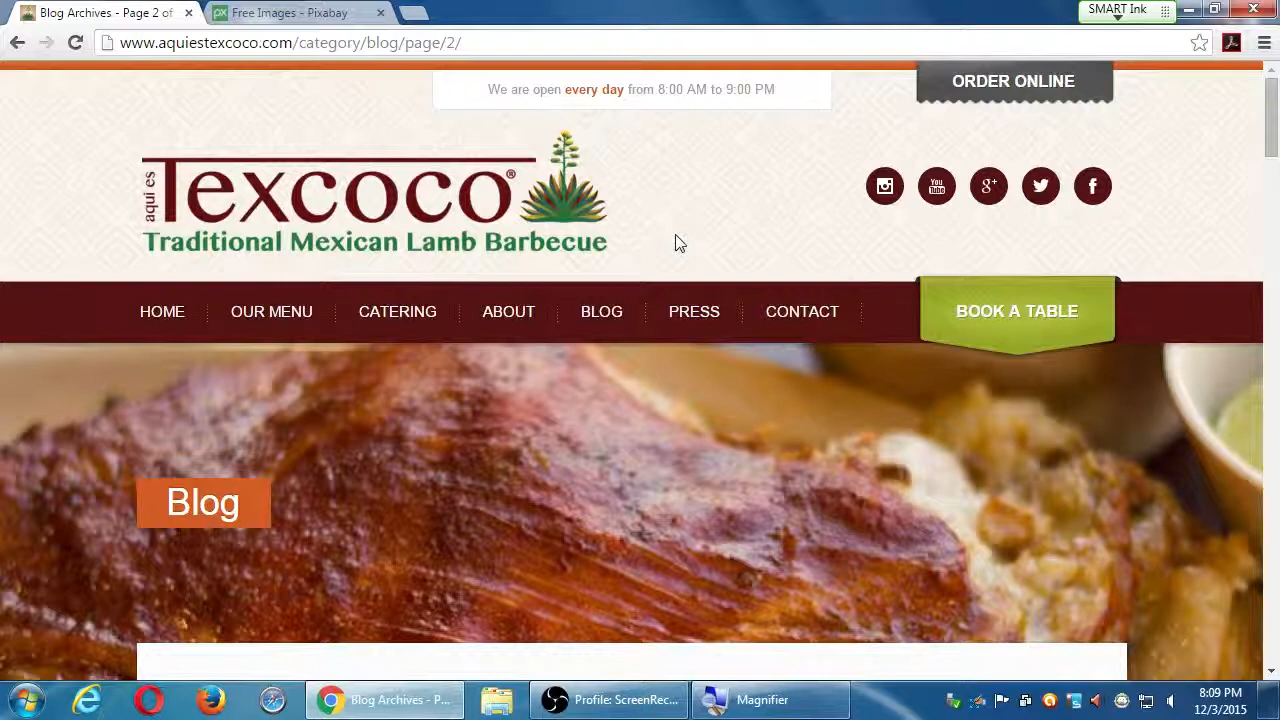 Blog Archives - Page 2 of
Free Images - Pixabay
SMART Ink
www.aquiestexcoco.com/category/blog/page/2/
We are open every day from 8:00 AM to 9:00 PM
ORDER ONLINE
aqui es Texcoco®
Traditional Mexican Lamb Barbecue
You Tube
g+
f
HOME
OUR MENU
CATERING
ABOUT
BLOG
PRESS
CONTACT
BOOK A TABLE
Blog
Blog Archives - P...
Profile: ScreenRec...
Magnifier
8:09 PM
12/3/2015